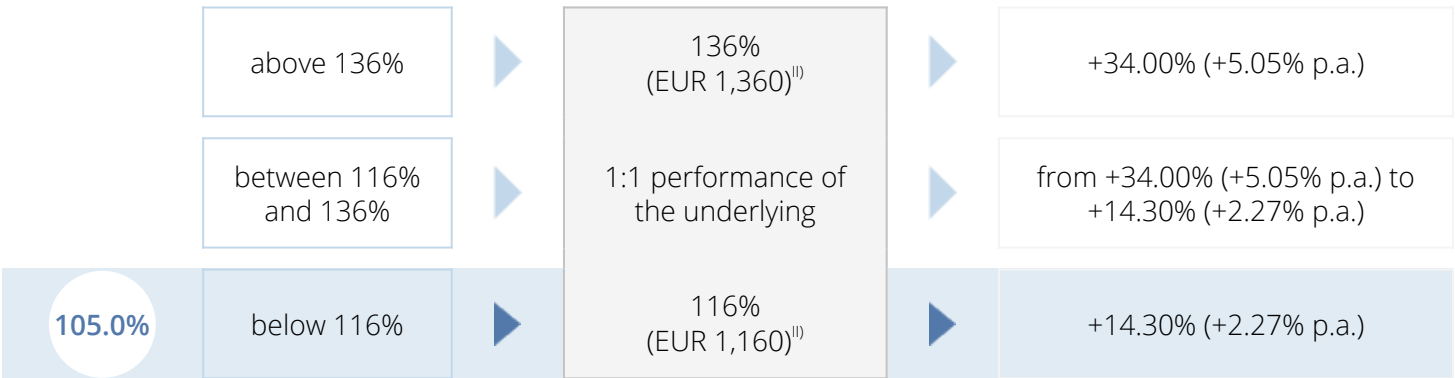 above 136%
136%
(EUR 1,360)II)
+34.00% (+5.05% p.a.)
between 116%
and 136%
1:1 performance of
the underlying
from +34.00% (+5.05% p.a.) to
+14.30% (+2.27% p.a.)
105.0%
below 116%
116%
(EUR 1,160)II)
+14.30% (+2.27% p.a.)